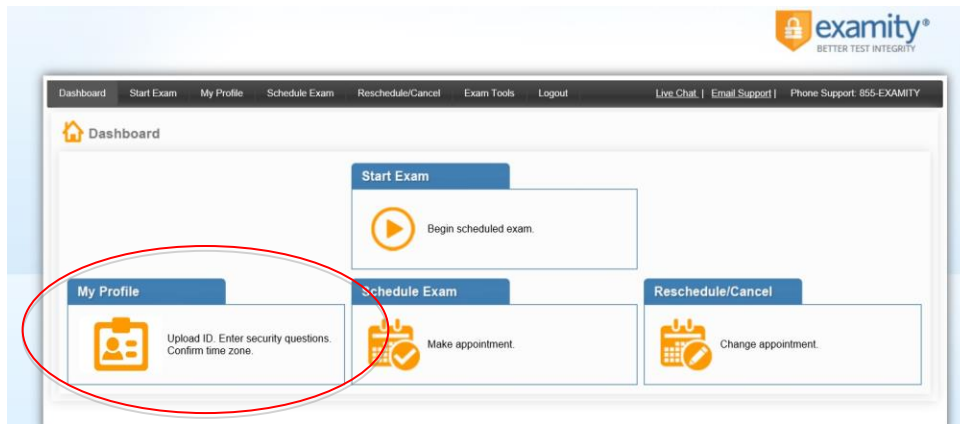 examity®
BETTER TEST INTEGRITY
Dashboard Start Exam My Profile Schedule Exam Reschedule/Cancel Exam Tools Logout Live Chat | Email Support | Phone Support: 855-EXAMITY
Dashboard
Start Exam
Begin scheduled exam.
My Profile
Upload ID. Enter security questions.
Confirm time zone.
Schedule Exam
Make appointment.
Reschedule/Cancel
Change appointment.